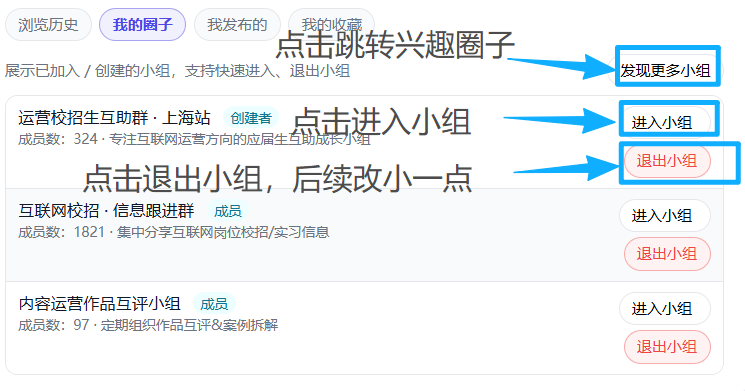 浏览历史 我的圈子 我发布的 我的收藏
点击跳转兴趣圈子
展示已加入 / 创建的小组，支持快速进入、退出小组 发现更多小组
运营校招生互助群 · 上海站 创建者 点击进入小组 进入小组
成员数：324 · 专注互联网运营方向的应届生互助成长小组
点击退出小组，后续改小一点 退出小组
互联网校招 · 信息跟进群 成员 进入小组
成员数：1821 · 集中分享互联网岗位校招/实习信息
退出小组
内容运营作品互评小组 成员 进入小组
成员数：97 · 定期组织作品互评&案例拆解
退出小组